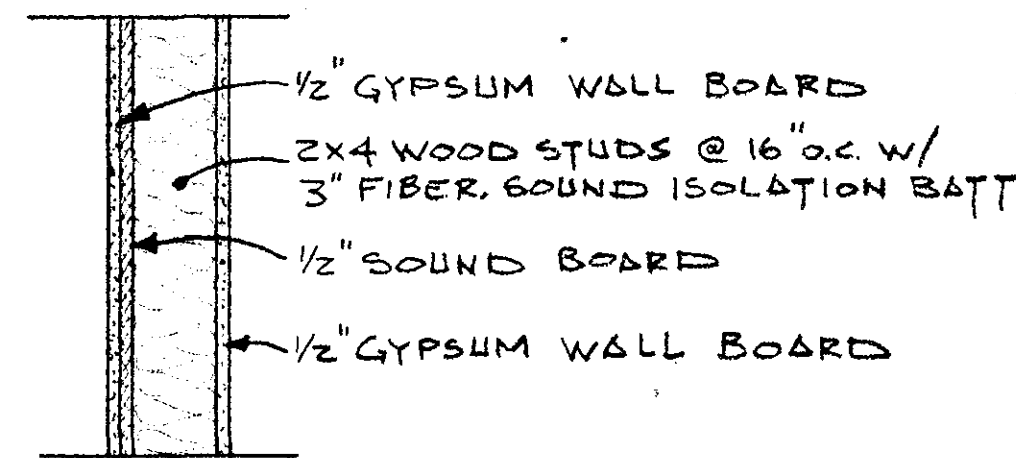 1/2" GYPSUM WALL BOARD
2x4 WOOD STUDS @ 16" O.C. W/
3" FIBER. SOUND ISOLATION BATT
1/2" SOUND BOARD
1/2" GYPSUM WALL BOARD